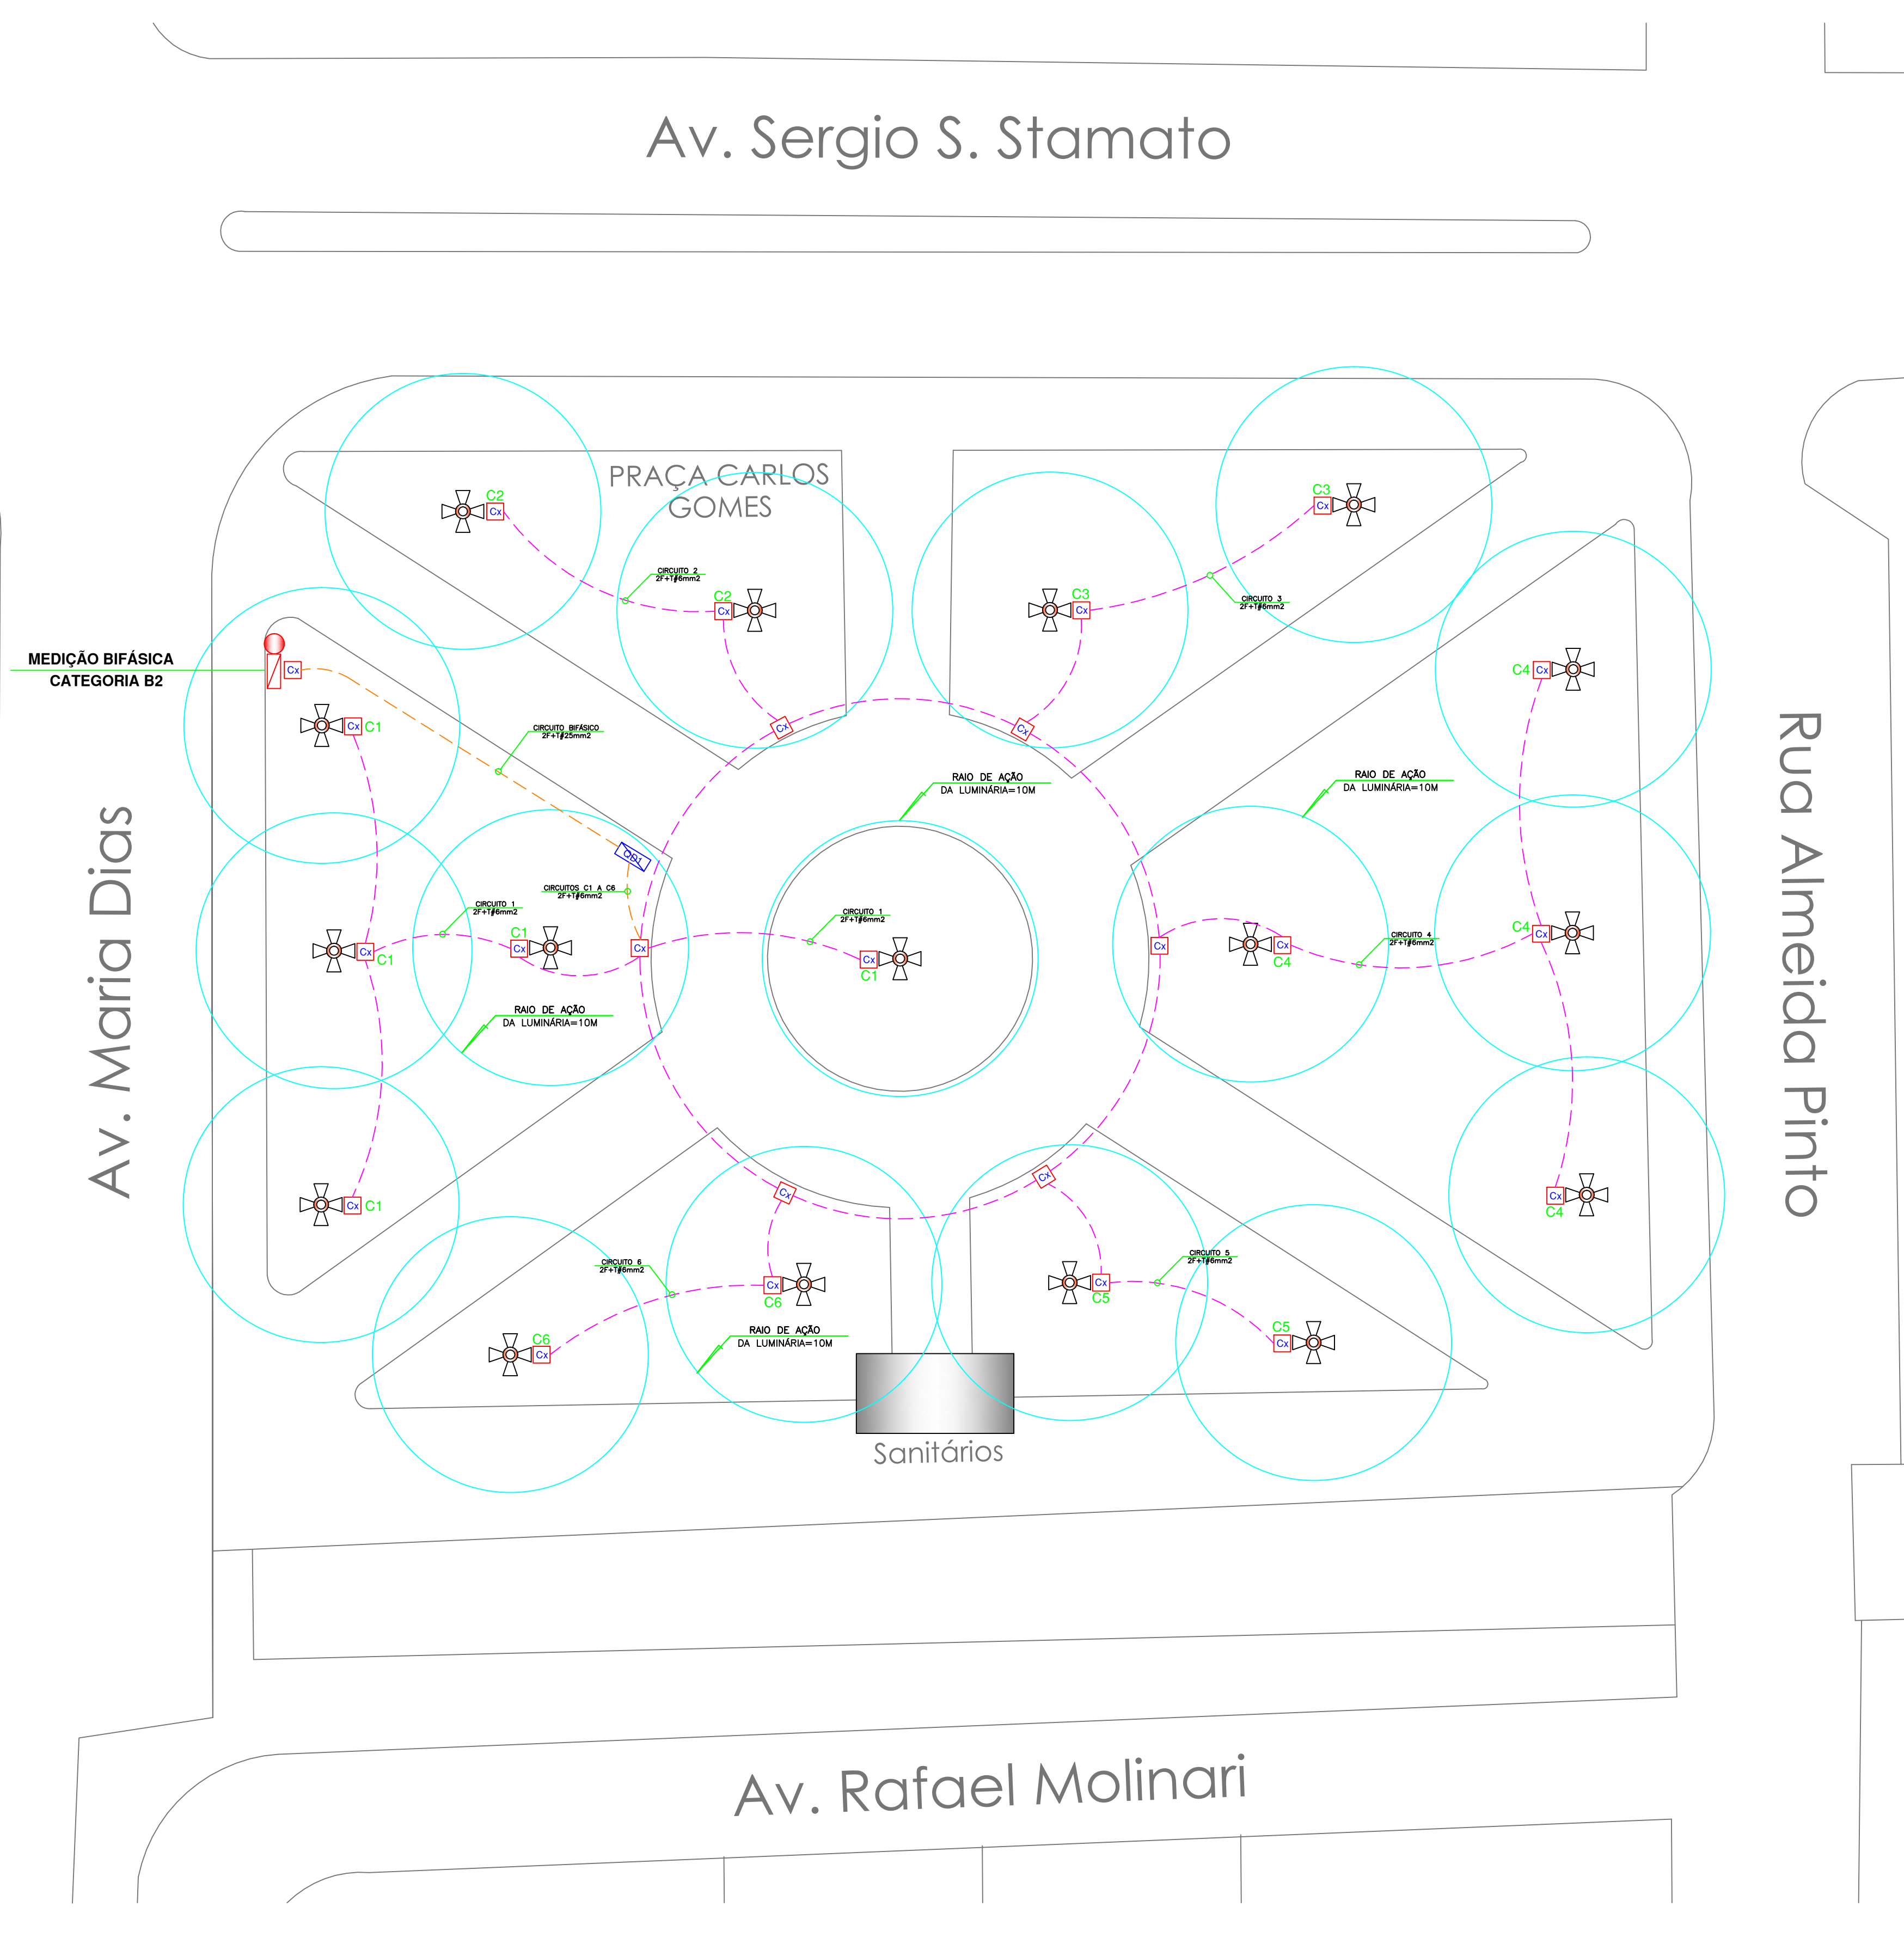 Av. Sergio S. Stamato
PRAÇA CARLOS
GOMES
C2
Cx
C3
Cx
CIRCUITO 2
2F+T#6mm2
C2
Cx
C3
Cx
CIRCUITO 3
2F+T#6mm2
MEDIÇÃO BIFÁSICA
CATEGORIA B2
Cx
C4
Cx
Cx
C1
CIRCUITO BIFÁSICO
2F+T#25mm2
Cx
Cx
RAIO DE AÇÃO
DA LUMINÁRIA=10M
RAIO DE AÇÃO
DA LUMINÁRIA=10M
Rua Almeida Pinto
Av. Maria Dias
QD1
CIRCUITOS C1 A C6
2F+T#6mm2
CIRCUITO 1
2F+T#6mm2
CIRCUITO 1
2F+T#6mm2
C1
Cx
Cx
Cx
C1
Cx
C1
Cx
Cx
C4
CIRCUITO 4
2F+T#6mm2
C4
Cx
RAIO DE AÇÃO
DA LUMINÁRIA=10M
Cx
C1
Cx
Cx
Cx
C4
CIRCUITO 6
2F+T#6mm2
Cx
C6
Cx
C5
CIRCUITO 5
2F+T#6mm2
C6
Cx
RAIO DE AÇÃO
DA LUMINÁRIA=10M
C5
Cx
Sanitários
Av. Rafael Molinari